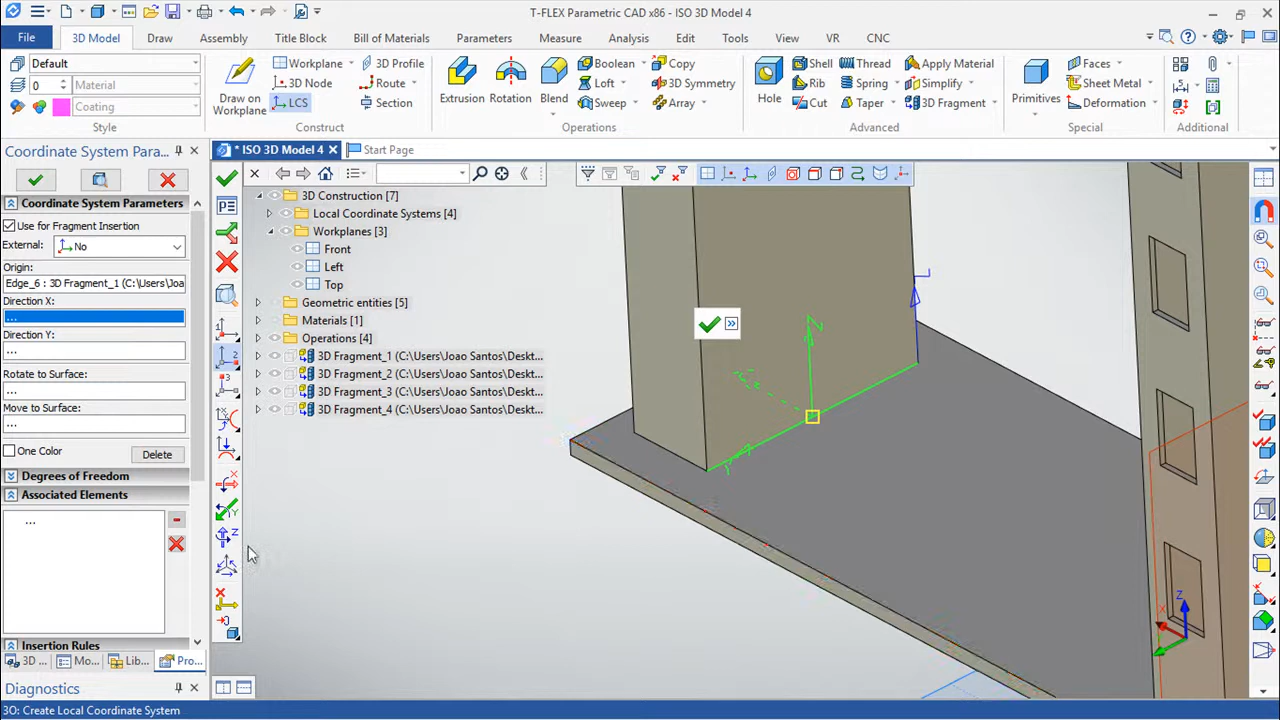 T-FLEX Parametric CAD x86 - ISO 3D Model 4
File
3D Model
Draw
Assembly
Title Block
Bill of Materials
Parameters
Measure
Analysis
Edit
Tools
View
VR
CNC
Default
0
Material
Coating
Style
Draw on
Workplane
Workplane
3D Node
LCS
3D Profile
Route
Section
Construct
Extrusion
Rotation
Blend
Boolean
Loft
Sweep
Copy
3D Symmetry
Array
Operations
Hole
Shell
Rib
Cut
Thread
Spring
Taper
Apply Material
Simplify
3D Fragment
Advanced
Primitives
Faces
Sheet Metal
Deformation
Special
Additional
Coordinate System Para...
* ISO 3D Model 4
Start Page
Coordinate System Parameters
Use for Fragment Insertion
External:
No
Origin:
Edge_6 : 3D Fragment_1 (C:\Users\Joa
Direction X:
...
Direction Y:
...
Rotate to Surface:
...
Move to Surface:
...
One Color
Delete
Degrees of Freedom
Associated Elements
...
Insertion Rules
3D ...
Mo...
Lib...
Pro...
Diagnostics
3D Construction [7]
Local Coordinate Systems [4]
Workplanes [3]
Front
Left
Top
Geometric entities [5]
Materials [1]
Operations [4]
3D Fragment_1 (C:\Users\Joao Santos\Deskt...
3D Fragment_2 (C:\Users\Joao Santos\Deskt...
3D Fragment_3 (C:\Users\Joao Santos\Deskt...
3D Fragment_4 (C:\Users\Joao Santos\Deskt...
Z
X
Y
Z
X
Y
3O: Create Local Coordinate System